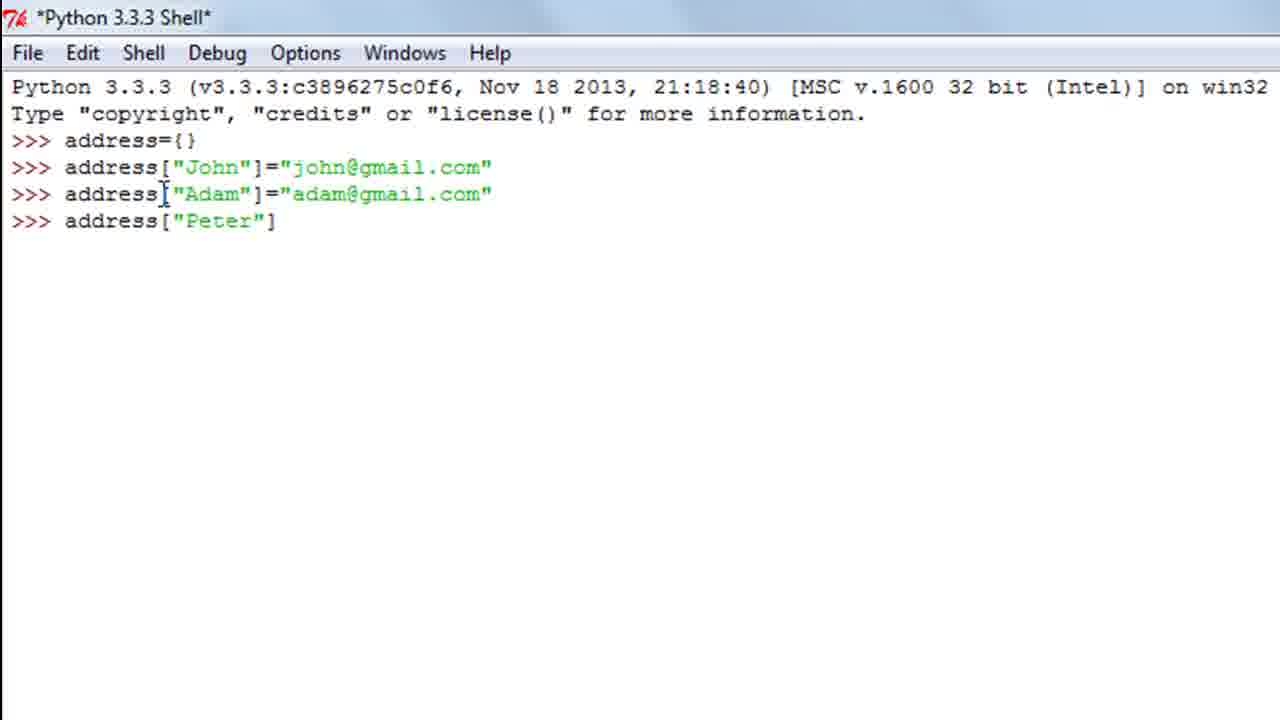 *Python 3.3.3 Shell*
File Edit Shell Debug Options Windows Help
Python 3.3.3 (v3.3.3:c3896275c0f6, Nov 18 2013, 21:18:40) [MSC v.1600 32 bit (Intel)] on win32
Type "copyright", "credits" or "license()" for more information.
>>> address={}
>>> address["John"]="john@gmail.com"
>>> address["Adam"]="adam@gmail.com"
>>> address["Peter"]